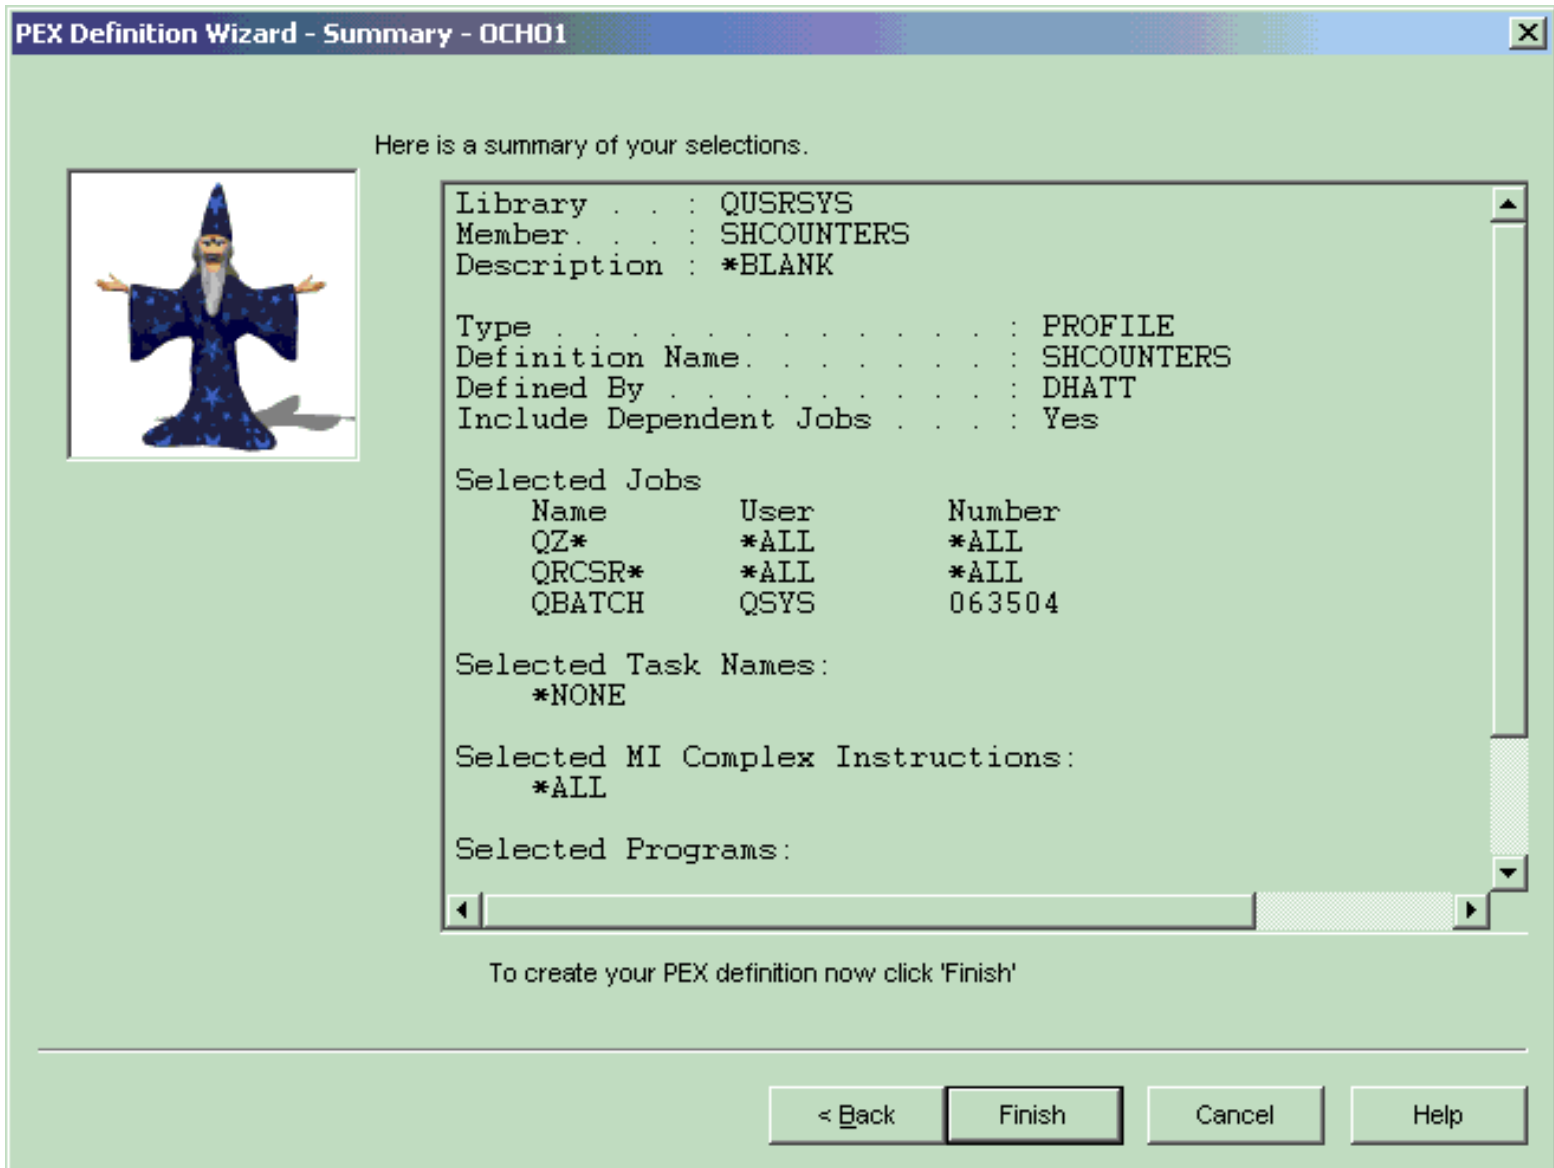 PEX Definition Wizard - Summary - OCHO1
Here is a summary of your selections.
Library . . : QUSRSYS
Member. . . : SHCOUNTERS
Description : *BLANK
Type . . . . . . . . . . . . : PROFILE
Definition Name. . . . . . . : SHCOUNTERS
Defined By . . . . . . . . . : DHATT
Include Dependent Jobs . . . : Yes
Selected Jobs
Name User Number
QZ* *ALL *ALL
QRCSR* *ALL *ALL
QBATCH QSYS 063504
Selected Task Names:
*NONE
Selected MI Complex Instructions:
*ALL
Selected Programs:
To create your PEX definition now click 'Finish'
< Back Finish Cancel Help